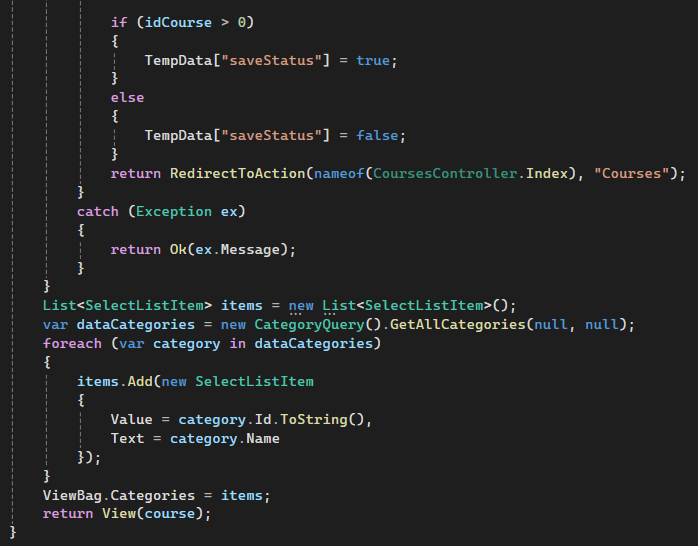 if (idCourse > 0)
{
TempData["saveStatus"] = true;
}
else
{
TempData["saveStatus"] = false;
}
return RedirectToAction(nameof(CoursesController.Index), "Courses");
}
catch (Exception ex)
{
return Ok(ex.Message);
}
}
List<SelectListItem> items = new List<SelectListItem>();
var dataCategories = new CategoryQuery().GetAllCategories(null, null);
foreach (var category in dataCategories)
{
items.Add(new SelectListItem
{
Value = category.Id.ToString(),
Text = category.Name
});
}
ViewBag.Categories = items;
return View(course);
}